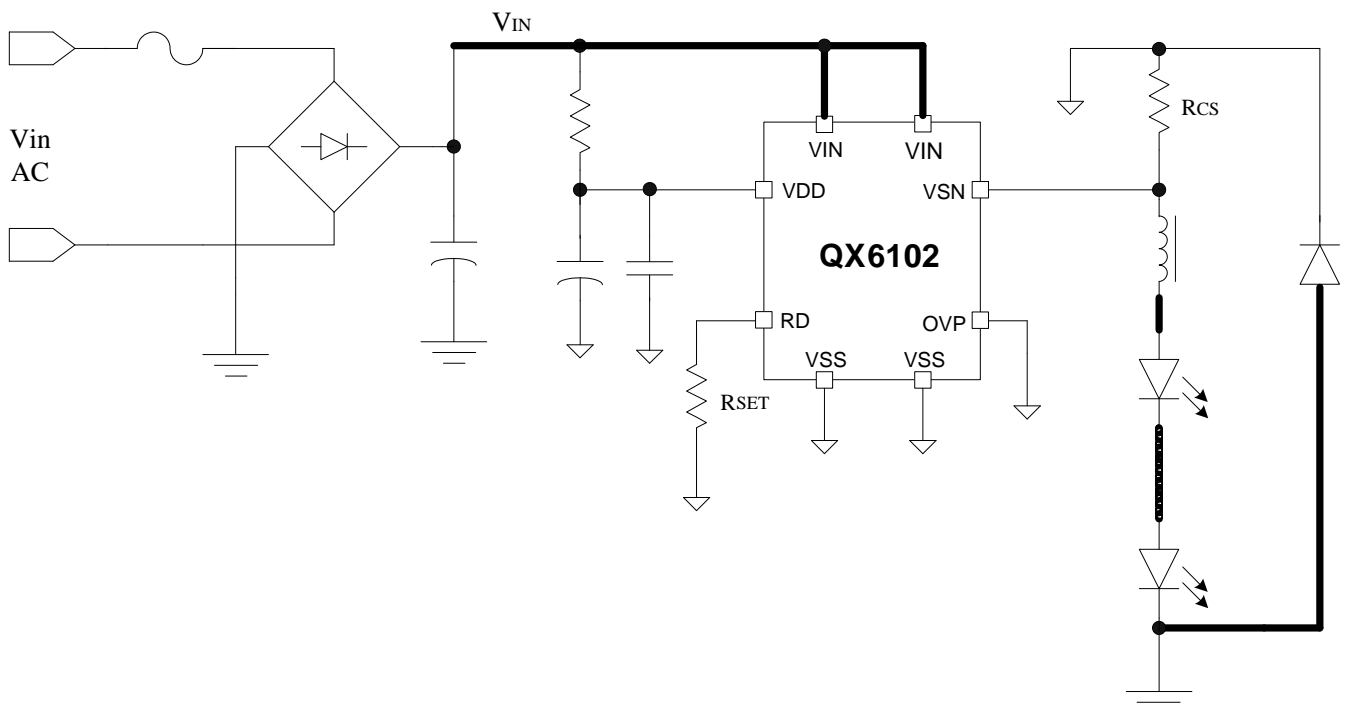 VIN
Vin
AC
RCS
VIN
VIN
VDD
VSN
QX6102
RD
OVP
VSS
VSS
RSET